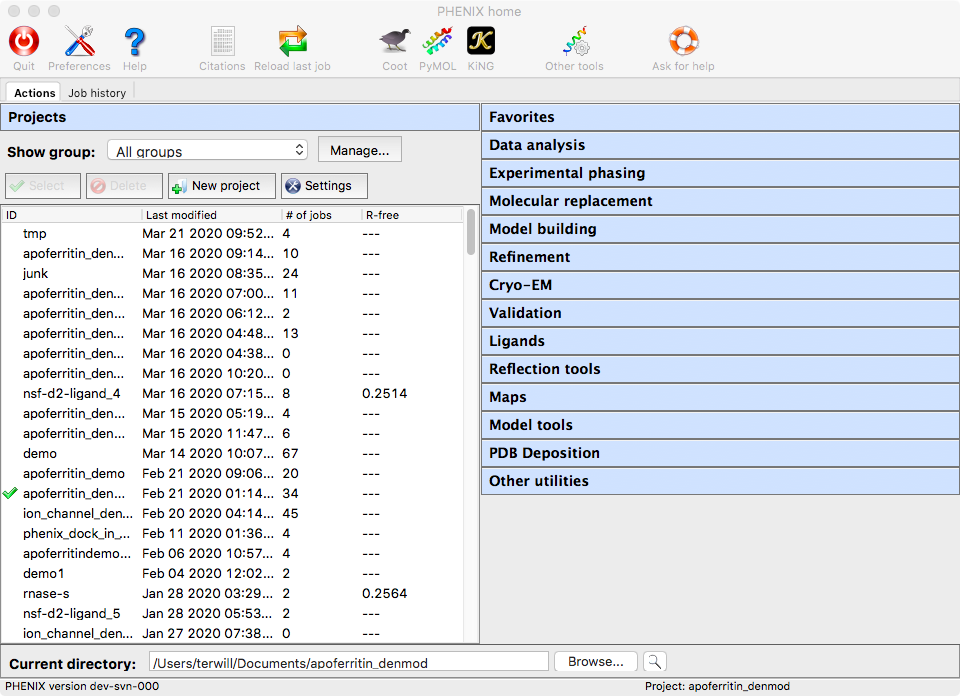 PHENIX home
Quit Preferences Help Citations Reload last job Coot PyMOL KiNG Other tools Ask for help
Actions Job history
Projects
Show group: All groups Manage...
Select Delete New project Settings
ID Last modified # of jobs R-free
tmp Mar 21 2020 09:52... 4 ---
apoferritin_den... Mar 16 2020 09:14... 10 ---
junk Mar 16 2020 08:35... 24 ---
apoferritin_den... Mar 16 2020 07:00... 11 ---
apoferritin_den... Mar 16 2020 06:12... 2 ---
apoferritin_den... Mar 16 2020 04:48... 13 ---
apoferritin_den... Mar 16 2020 04:38... 0 ---
apoferritin_den... Mar 16 2020 10:20... 0 ---
nsf-d2-ligand_4 Mar 16 2020 07:15... 8 0.2514
apoferritin_den... Mar 15 2020 05:19... 4 ---
apoferritin_den... Mar 15 2020 11:47... 6 ---
demo Mar 14 2020 10:07... 67 ---
apoferritin_demo Feb 21 2020 09:06... 20 ---
apoferritin_den... Feb 21 2020 01:14... 34 ---
ion_channel_den... Feb 20 2020 04:14... 45 ---
phenix_dock_in_... Feb 11 2020 01:36... 4 ---
apoferritindemo... Feb 06 2020 10:57... 4 ---
demo1 Feb 04 2020 12:02... 2 ---
rnase-s Jan 28 2020 03:29... 2 0.2564
nsf-d2-ligand_5 Jan 28 2020 05:53... 2 ---
ion_channel_den... Jan 27 2020 07:38... 0 ---
Favorites
Data analysis
Experimental phasing
Molecular replacement
Model building
Refinement
Cryo-EM
Validation
Ligands
Reflection tools
Maps
Model tools
PDB Deposition
Other utilities
Current directory: /Users/terwill/Documents/apoferritin_denmod Browse...
PHENIX version dev-svn-000 Project: apoferritin_denmod